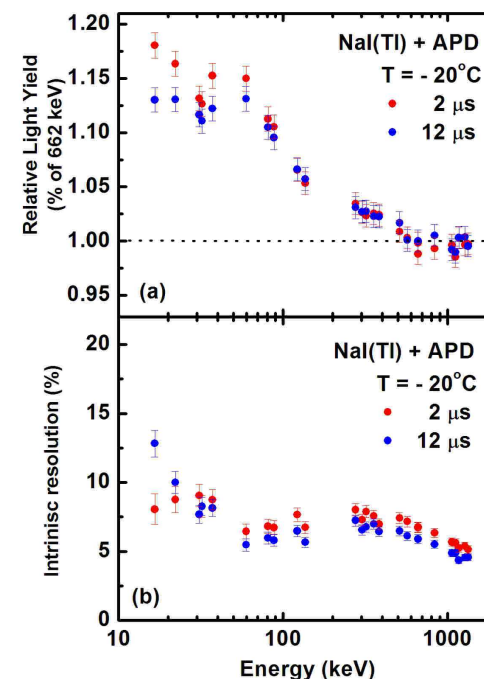 Relative Light Yield
(% of 662 keV)
1.20
1.15
1.10
1.05
1.00
0.95
(a)
NaI(Tl) + APD
T = - 20°C
2 μs
12 μs
Intrinisc resolution (%)
20
15
10
5
0
(b)
NaI(Tl) + APD
T = - 20°C
2 μs
12 μs
10
100
1000
Energy (keV)